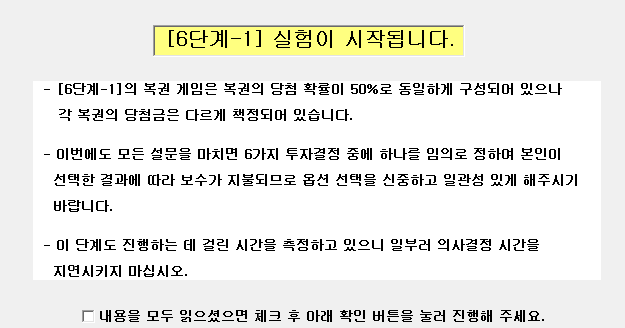 [6단계-1] 실험이 시작됩니다.
- [6단계-1]의 복권 게임은 복권의 당첨 확률이 50%로 동일하게 구성되어 있으나
각 복권의 당첨금은 다르게 책정되어 있습니다.
- 이번에도 모든 설문을 마치면 6가지 투자결정 중에 하나를 임의로 정하여 본인이
선택한 결과에 따라 보수가 지불되므로 옵션 선택을 신중하고 일관성 있게 해주시기
바랍니다.
- 이 단계도 진행하는 데 걸린 시간을 측정하고 있으니 일부러 의사결정 시간을
지연시키지 마십시오.
내용을 모두 읽으셨으면 체크 후 아래 확인 버튼을 눌러 진행해 주세요.